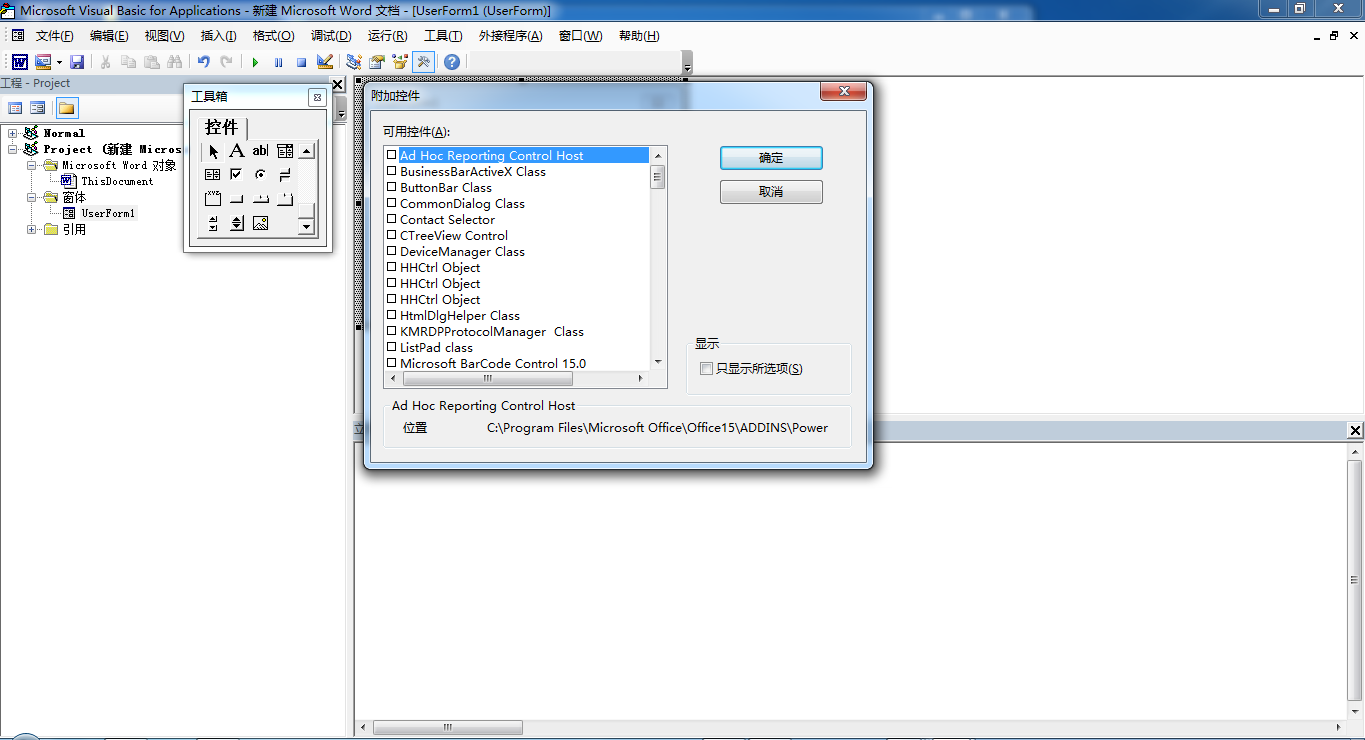 Microsoft Visual Basic for Applications - 新建 Microsoft Word 文档 - [UserForm1 (UserForm)]
文件(F) 编辑(E) 视图(V) 插入(I) 格式(O) 调试(D) 运行(R) 工具(T) 外接程序(A) 窗口(W) 帮助(H)
工程 - Project
Normal
Project (新建 Micros
Microsoft Word 对象
ThisDocument
窗体
UserForm1
引用
工具箱
控件
A abl
附加控件
可用控件(A):
Ad Hoc Reporting Control Host
BusinessBarActiveX Class
ButtonBar Class
CommonDialog Class
Contact Selector
CTreeView Control
DeviceManager Class
HHCtrl Object
HHCtrl Object
HHCtrl Object
HtmlDlgHelper Class
KMRDPProtocolManager  Class
ListPad class
Microsoft BarCode Control 15.0
确定
取消
显示
只显示所选项(S)
Ad Hoc Reporting Control Host
位置 C:\Program Files\Microsoft Office\Office15\ADDINS\Power